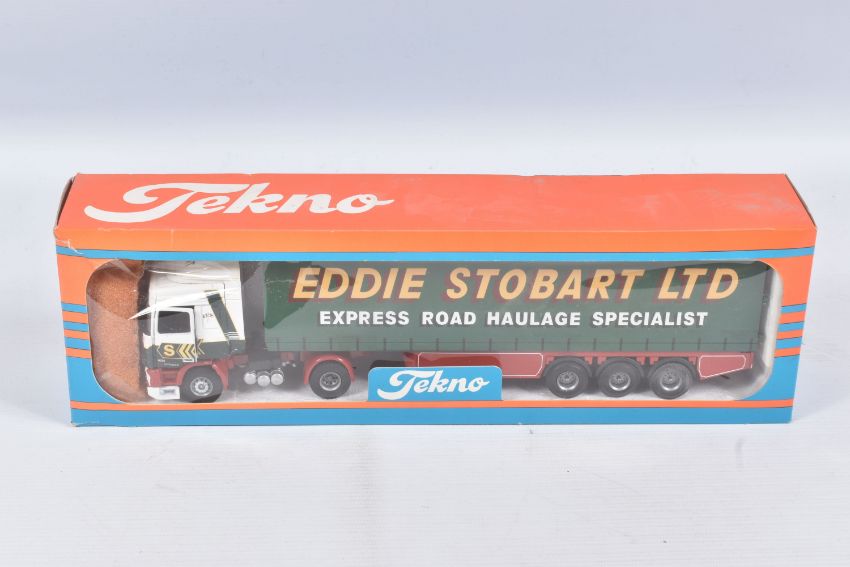 Tekno
EDDIE STOBART LTD
EXPRESS ROAD HAULAGE SPECIALIST
S
Tekno